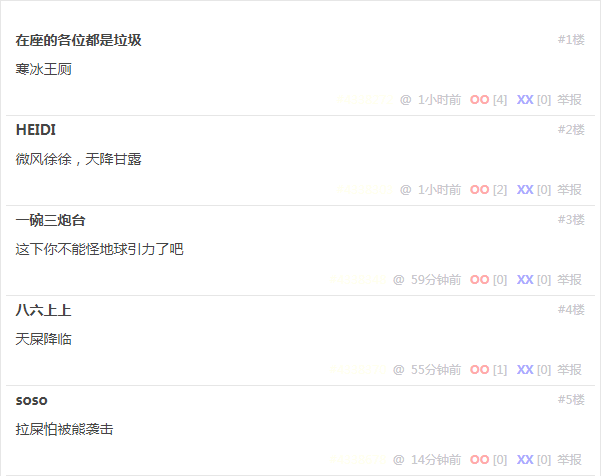 在座的各位都是垃圾 #1楼
寒冰王厕
@ 1小时前 OO [4] XX [0] 举报
HEIDI #2楼
微风徐徐，天降甘露
@ 1小时前 OO [2] XX [0] 举报
一碗三炮台 #3楼
这下你不能怪地球引力了吧
@ 59分钟前 OO [0] XX [0] 举报
八六上上 #4楼
天屎降临
@ 55分钟前 OO [1] XX [0] 举报
soso #5楼
拉屎怕被熊袭击
@ 14分钟前 OO [0] XX [0] 举报